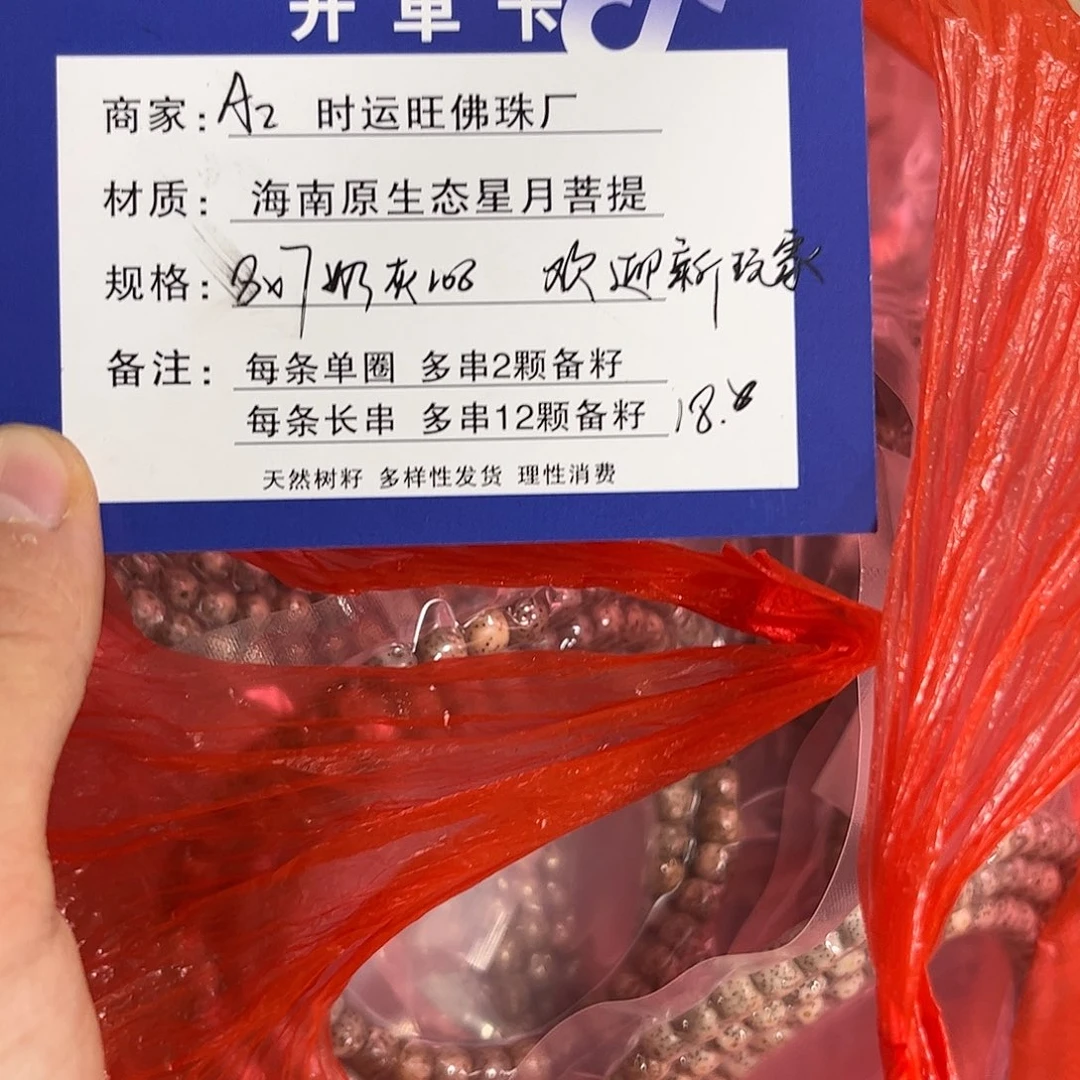 开单卡
商家：A2 时运旺佛珠厂
材质：海南原生态星月菩提
规格：8x7奶灰108 欢迎新玩家
备注：每条单圈 多串2颗备籽
每条长串 多串12颗备籽 18.8
天然树籽 多样性发货 理性消费